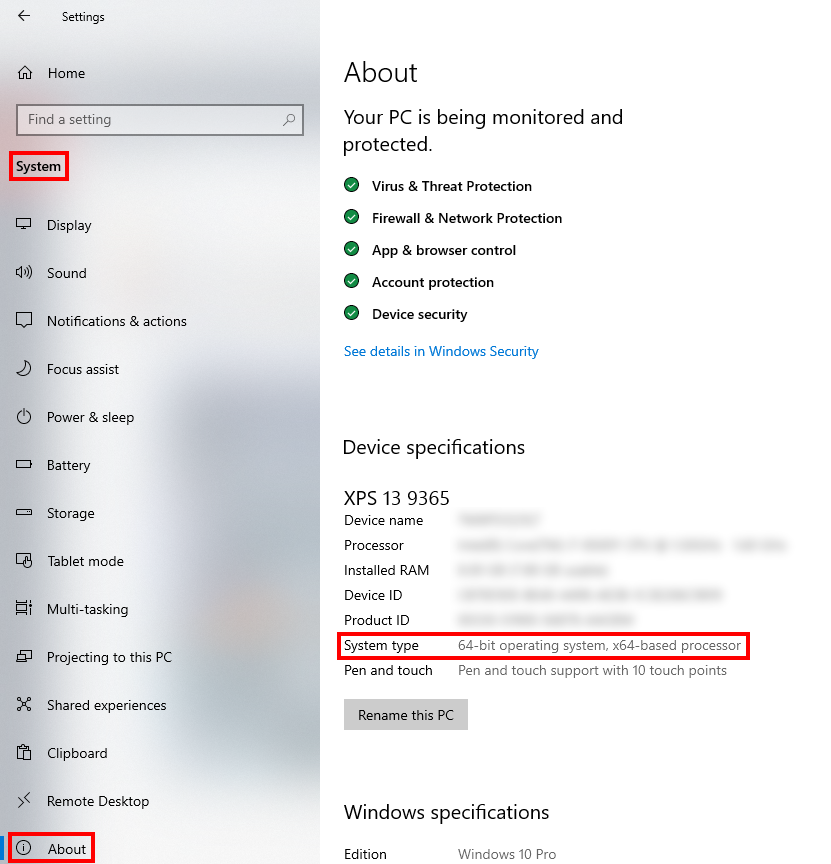 Settings
Home
Find a setting
System
Display
Sound
Notifications & actions
Focus assist
Power & sleep
Battery
Storage
Tablet mode
Multi-tasking
Projecting to this PC
Shared experiences
Clipboard
Remote Desktop
About
About
Your PC is being monitored and
protected.
Virus & Threat Protection
Firewall & Network Protection
App & browser control
Account protection
Device security
See details in Windows Security
Device specifications
XPS 13 9365
Device name
Processor
Installed RAM
Device ID
Product ID
System type 64-bit operating system, x64-based processor
Pen and touch Pen and touch support with 10 touch points
Rename this PC
Windows specifications
Edition Windows 10 Pro